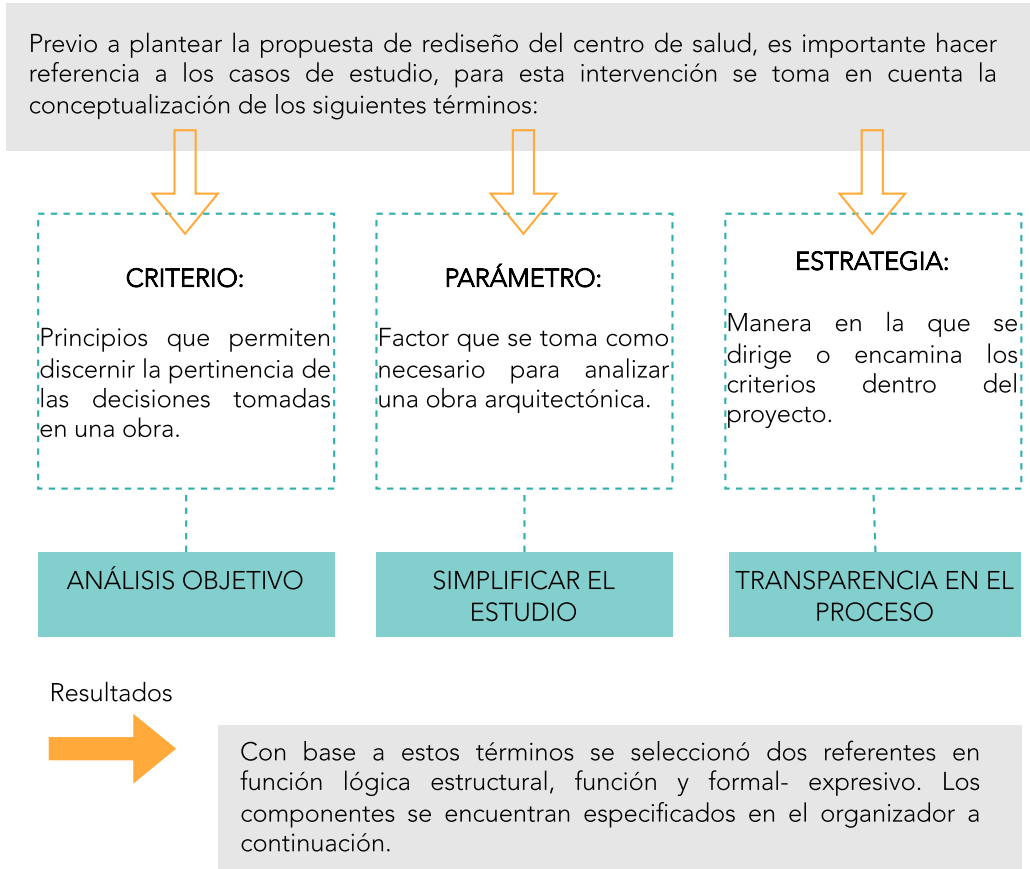 Previo a plantear la propuesta de rediseño del centro de salud, es importante hacer
referencia a los casos de estudio, para esta intervención se toma en cuenta la
conceptualización de los siguientes términos:
CRITERIO:
Principios que permiten
discernir la pertinencia de
las decisiones tomadas
en una obra.
PARÁMETRO:
Factor que se toma como
necesario para analizar
una obra arquitectónica.
ESTRATEGIA:
Manera en la que se
dirige o encamina los
criterios dentro del
proyecto.
ANÁLISIS OBJETIVO
SIMPLIFICAR EL
ESTUDIO
TRANSPARENCIA EN EL
PROCESO
Resultados
Con base a estos términos se seleccionó dos referentes en
función lógica estructural, función y formal- expresivo. Los
componentes se encuentran especificados en el organizador a
continuación.